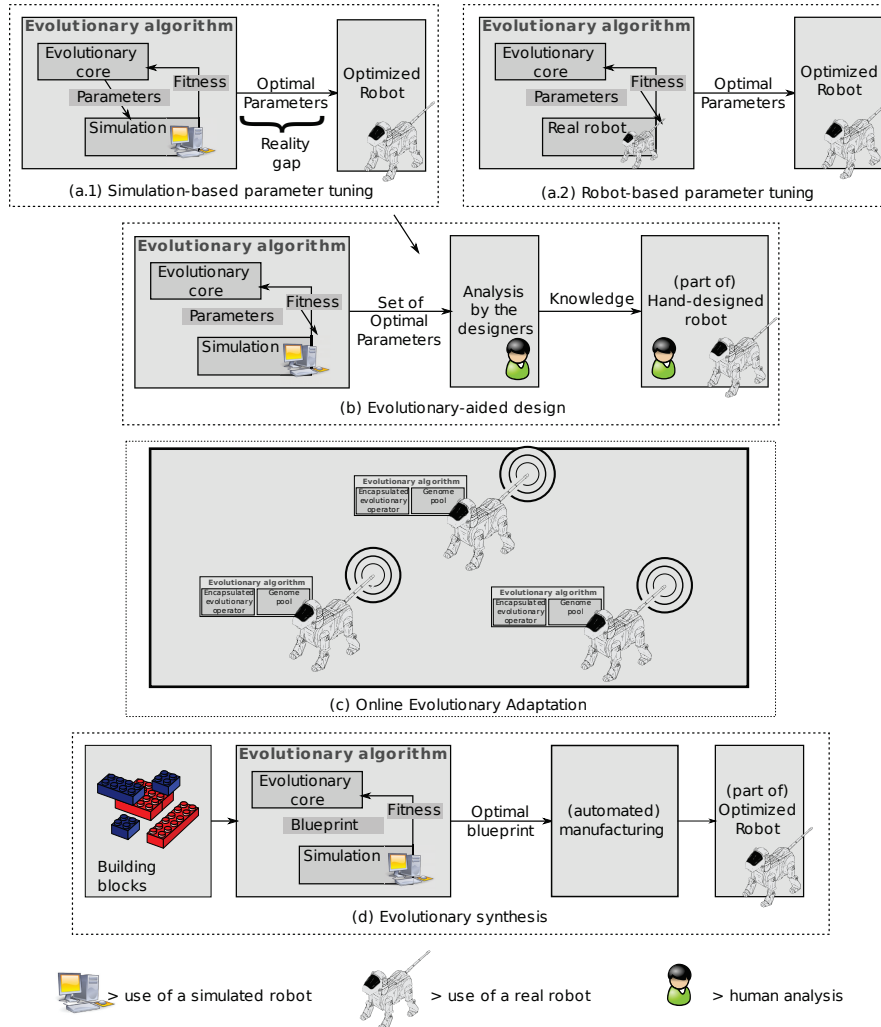 Evolutionary algorithm
Evolutionary
core
Fitness
Parameters
Simulation
Optimal
Parameters
Reality
gap
Optimized
Robot
(a.1) Simulation-based parameter tuning
Evolutionary algorithm
Evolutionary
core
Fitness
Parameters
Real robot
Optimal
Parameters
Optimized
Robot
(a.2) Robot-based parameter tuning
Evolutionary algorithm
Evolutionary
core
Fitness
Parameters
Simulation
Set of
Optimal
Parameters
Analysis
by the
designers
Knowledge
(part of)
Hand-designed
robot
(b) Evolutionary-aided design
Evolutionary algorithm
Encapsulated
evolutionary
operator
Genome
pool
Evolutionary algorithm
Encapsulated
evolutionary
operator
Genome
pool
Evolutionary algorithm
Encapsulated
evolutionary
operator
Genome
pool
(c) Online Evolutionary Adaptation
Building
blocks
Evolutionary algorithm
Evolutionary
core
Fitness
Blueprint
Simulation
Optimal
blueprint
(automated)
manufacturing
(part of)
Optimized
Robot
(d) Evolutionary synthesis
> use of a simulated robot
> use of a real robot
> human analysis